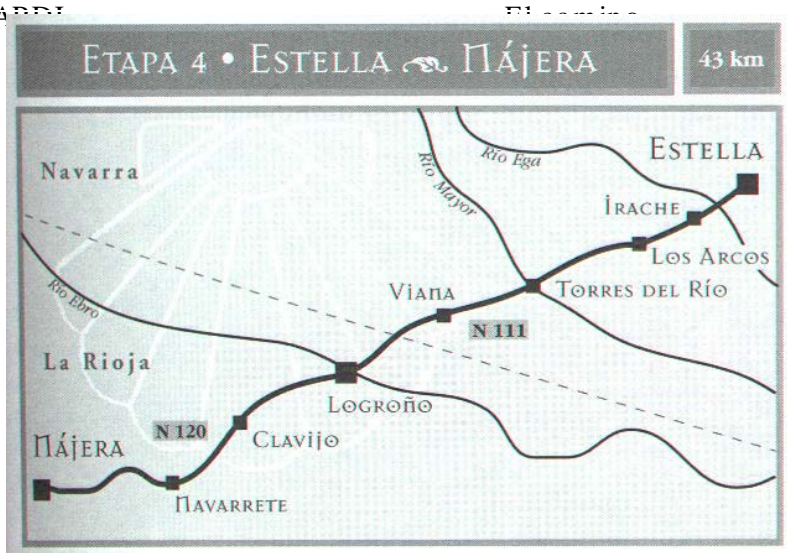 ETAPA 4 • ESTELLA NÁJERA
43 km
Navarra
Río Mayor
Río Ega
ESTELLA
IRACHE
LOS ARCOS
TORRES DEL RÍO
VIANA
N 111
Río Ebro
La Rioja
LOGROÑO
N 120
CLAVIJO
NÁJERA
NAVARRETE